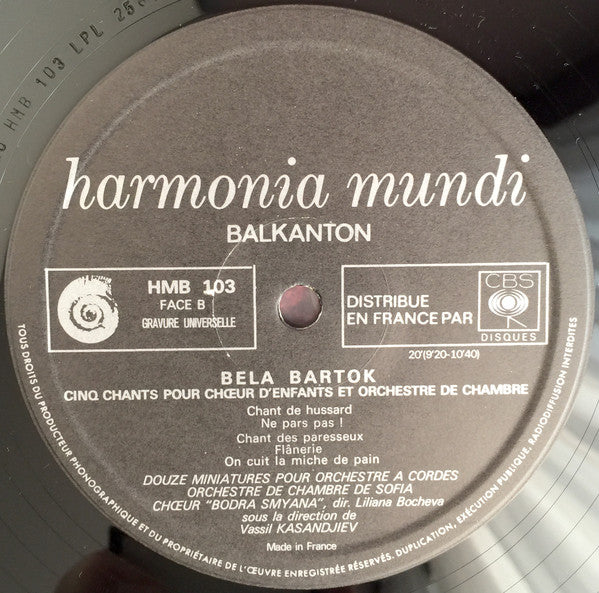 HMB 103 LPL
harmonia mundi
BALKANTON
HMB 103
FACE B
GRAVURE UNIVERSELLE
DISTRIBUE
EN FRANCE PAR
CBS
DISQUES
20'(9'20-10'40)
BELA BARTOK
CINQ CHANTS POUR CHŒUR D'ENFANTS ET ORCHESTRE DE CHAMBRE
Chant de hussard
Ne pars pas !
Chant des paresseux
Flânerie
On cuit la miche de pain
DOUZE MINIATURES POUR ORCHESTRE A CORDES
ORCHESTRE DE CHAMBRE DE SOFIA
CHŒUR "BODRA SMYANA", dir. Liliana Bocheva
sous la direction de
Vassil KASANDJIEV
Made in France
TOUS DROITS DU PRODUCTEUR PHONOGRAPHIQUE ET DU PROPRIÉTAIRE DE L'ŒUVRE ENREGISTRÉE RÉSERVÉS. DUPLICATION, EXÉCUTION PUBLIQUE, RADIODIFFUSION INTERDITES